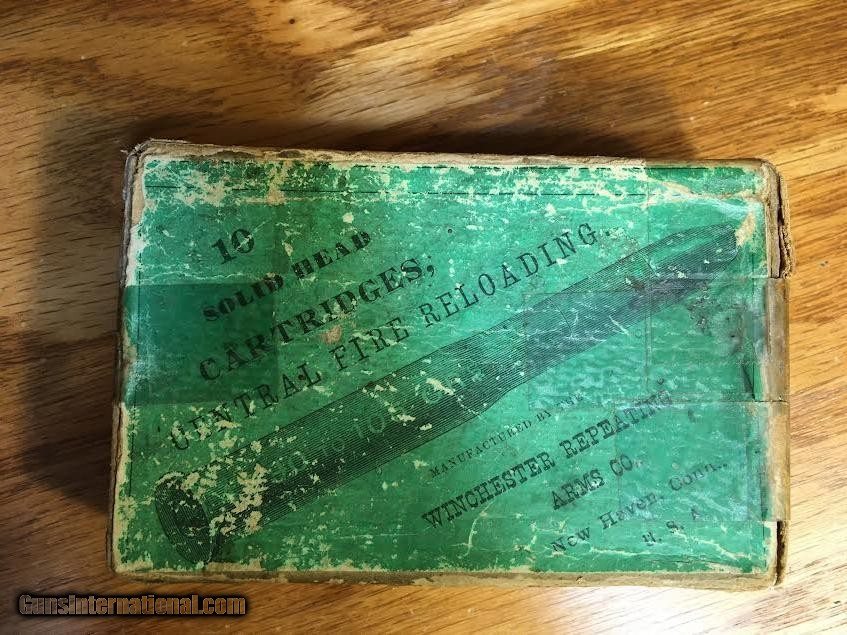 10
SOLID HEAD
CARTRIDGES,
CENTRAL FIRE RELOADING.
MANUFACTURED BY THE
WINCHESTER REPEATING
ARMS CO.
New Haven, Conn.,
U. S. A.
GunsInternational.com